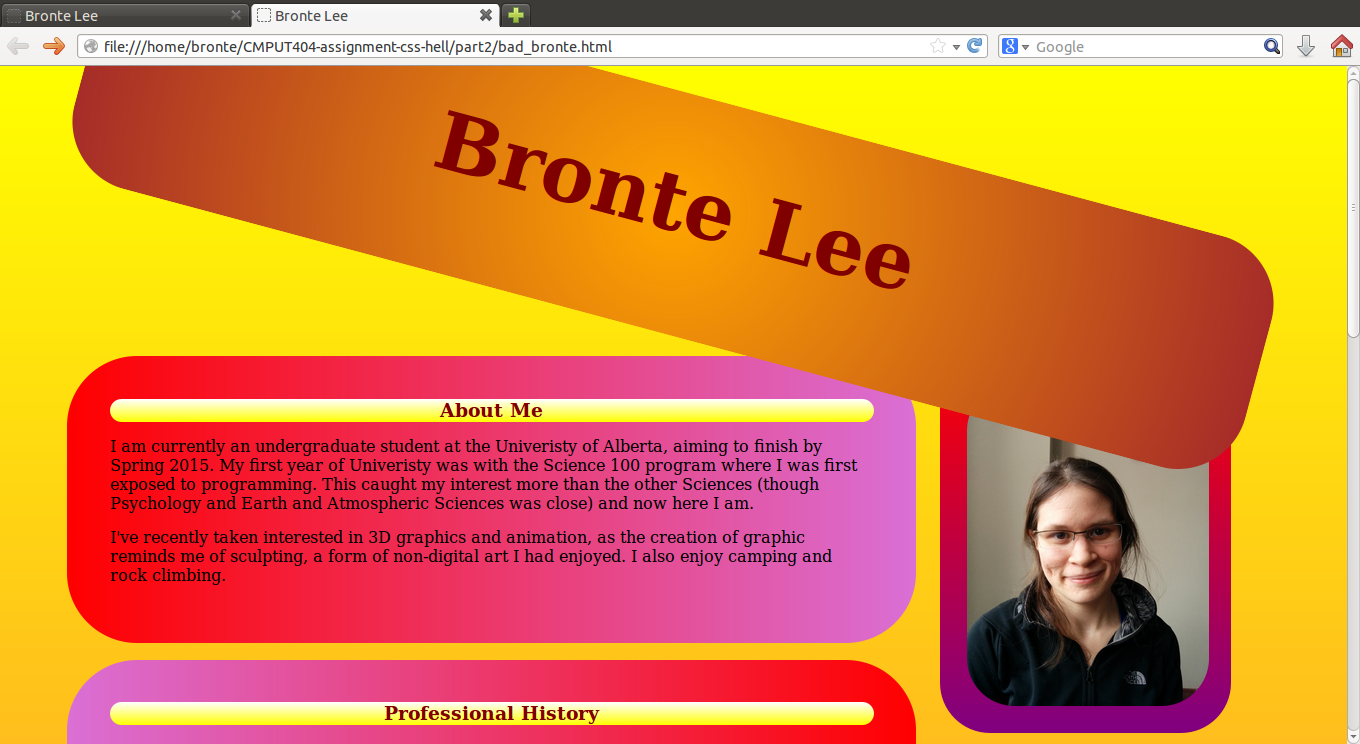 Bronte Lee
Bronte Lee
file:///home/bronte/CMPUT404-assignment-css-hell/part2/bad_bronte.html
Google
Bronte Lee
About Me
I am currently an undergraduate student at the Univeristy of Alberta, aiming to finish by
Spring 2015. My first year of Univeristy was with the Science 100 program where I was first
exposed to programming. This caught my interest more than the other Sciences (though
Psychology and Earth and Atmospheric Sciences was close) and now here I am.
I've recently taken interested in 3D graphics and animation, as the creation of graphic
reminds me of sculpting, a form of non-digital art I had enjoyed. I also enjoy camping and
rock climbing.
Professional History